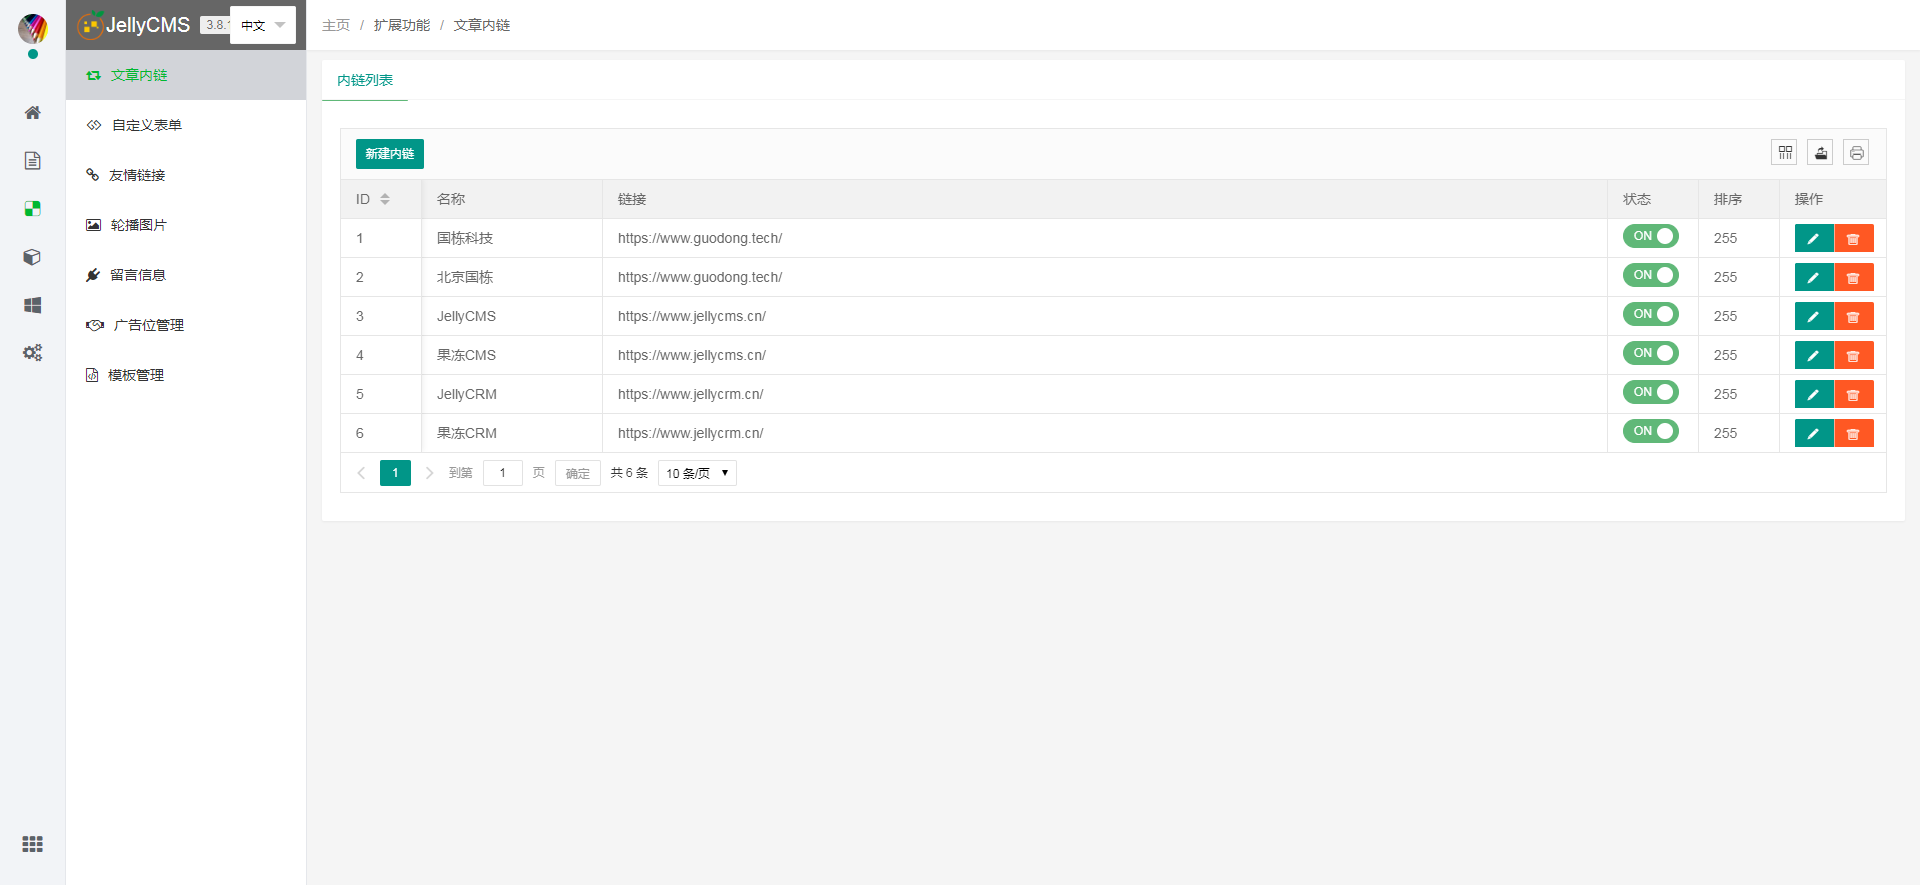 JellyCMS 3.8.1 中文
主页 / 扩展功能 / 文章内链
文章内链
自定义表单
友情链接
轮播图片
留言信息
广告位管理
模板管理
内链列表
新建内链
ID 名称 链接 状态 排序 操作
1 国栋科技 https://www.guodong.tech/ ON 255
2 北京国栋 https://www.guodong.tech/ ON 255
3 JellyCMS https://www.jellycms.cn/ ON 255
4 果冻CMS https://www.jellycms.cn/ ON 255
5 JellyCRM https://www.jellycrm.cn/ ON 255
6 果冻CRM https://www.jellycrm.cn/ ON 255
1 到第 1 页 确定 共 6 条 10 条/页